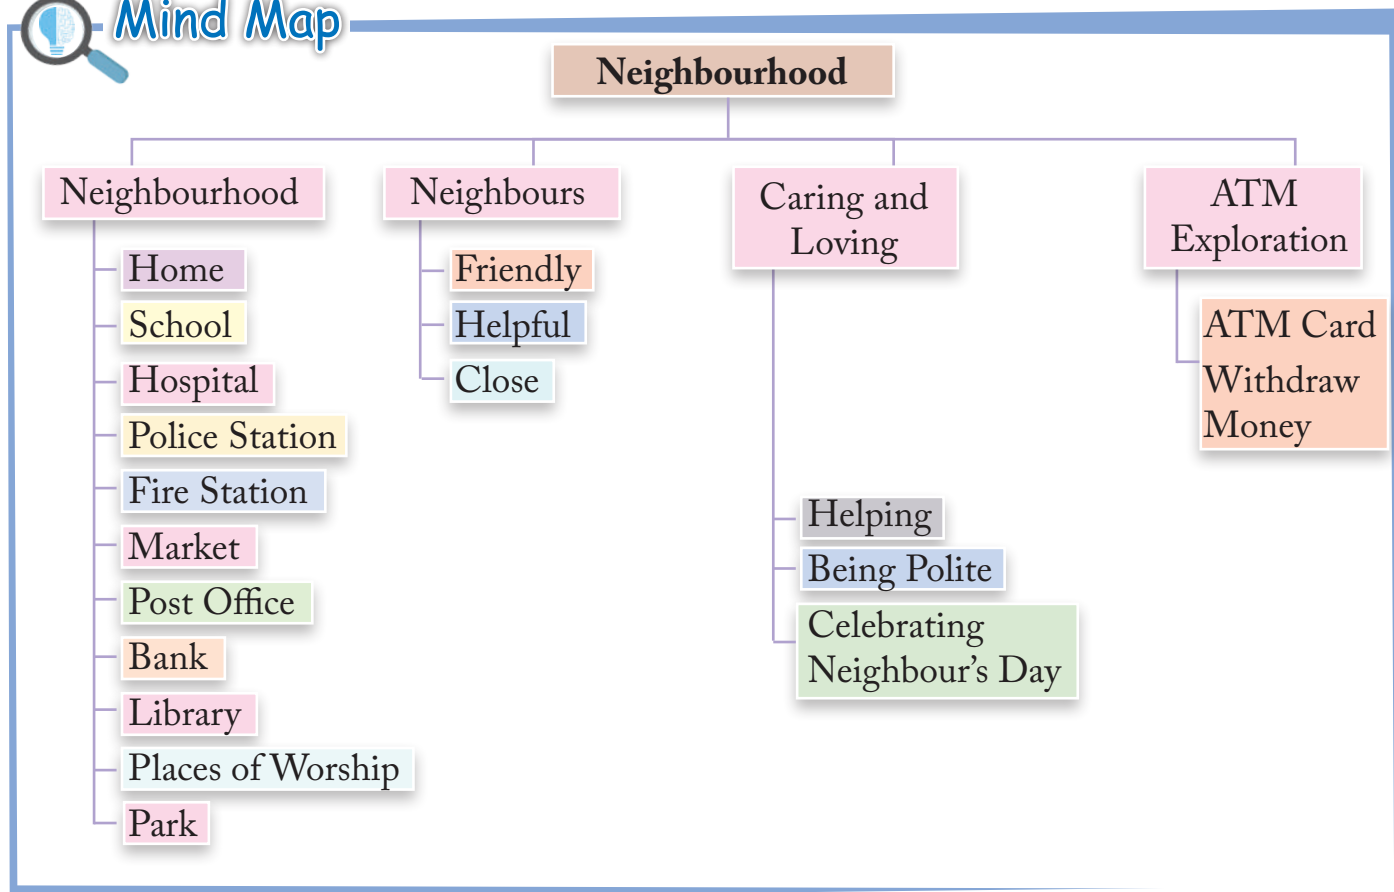 Mind Map
Neighbourhood
Neighbourhood
Home
School
Hospital
Police Station
Fire Station
Market
Post Office
Bank
Library
Places of Worship
Park
Neighbours
Friendly
Helpful
Close
Caring and
Loving
Helping
Being Polite
Celebrating
Neighbour’s Day
ATM
Exploration
ATM Card
Withdraw
Money